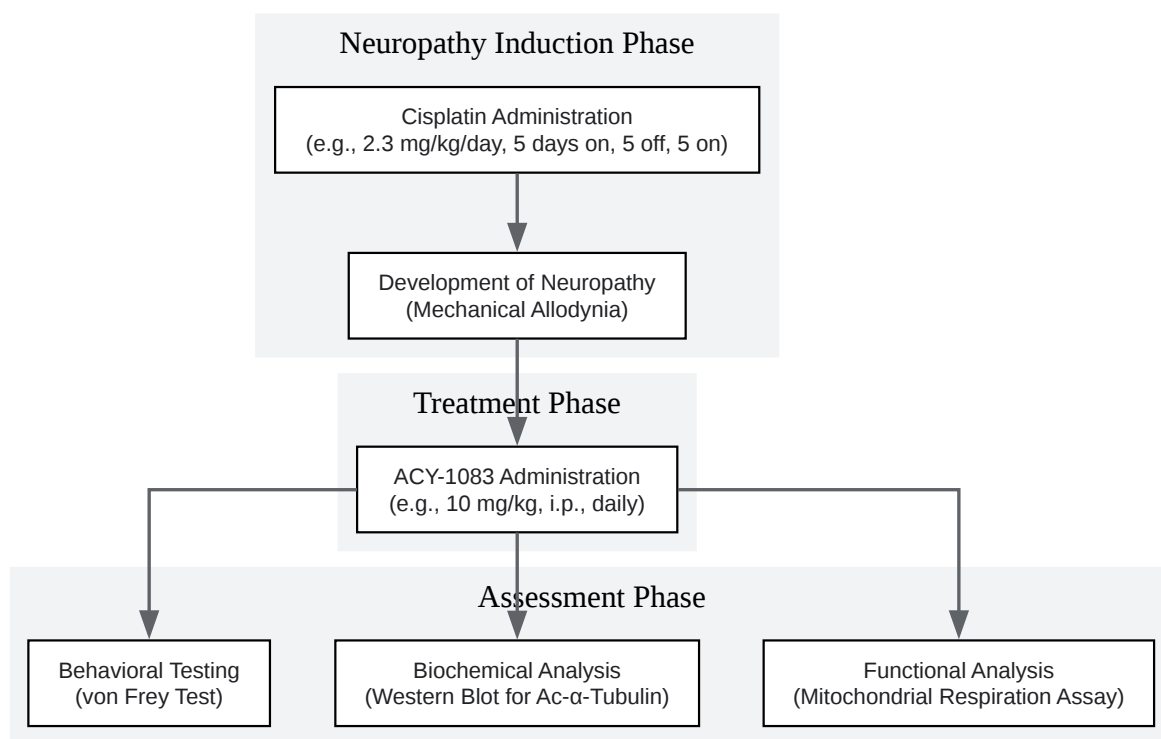 Neuropathy Induction Phase
Cisplatin Administration
(e.g., 2.3 mg/kg/day, 5 days on, 5 off, 5 on)
Development of Neuropathy
(Mechanical Allodynia)
Treatment Phase
ACY-1083 Administration
(e.g., 10 mg/kg, i.p., daily)
Assessment Phase
Behavioral Testing
(von Frey Test)
Biochemical Analysis
(Western Blot for Ac-α-Tubulin)
Functional Analysis
(Mitochondrial Respiration Assay)